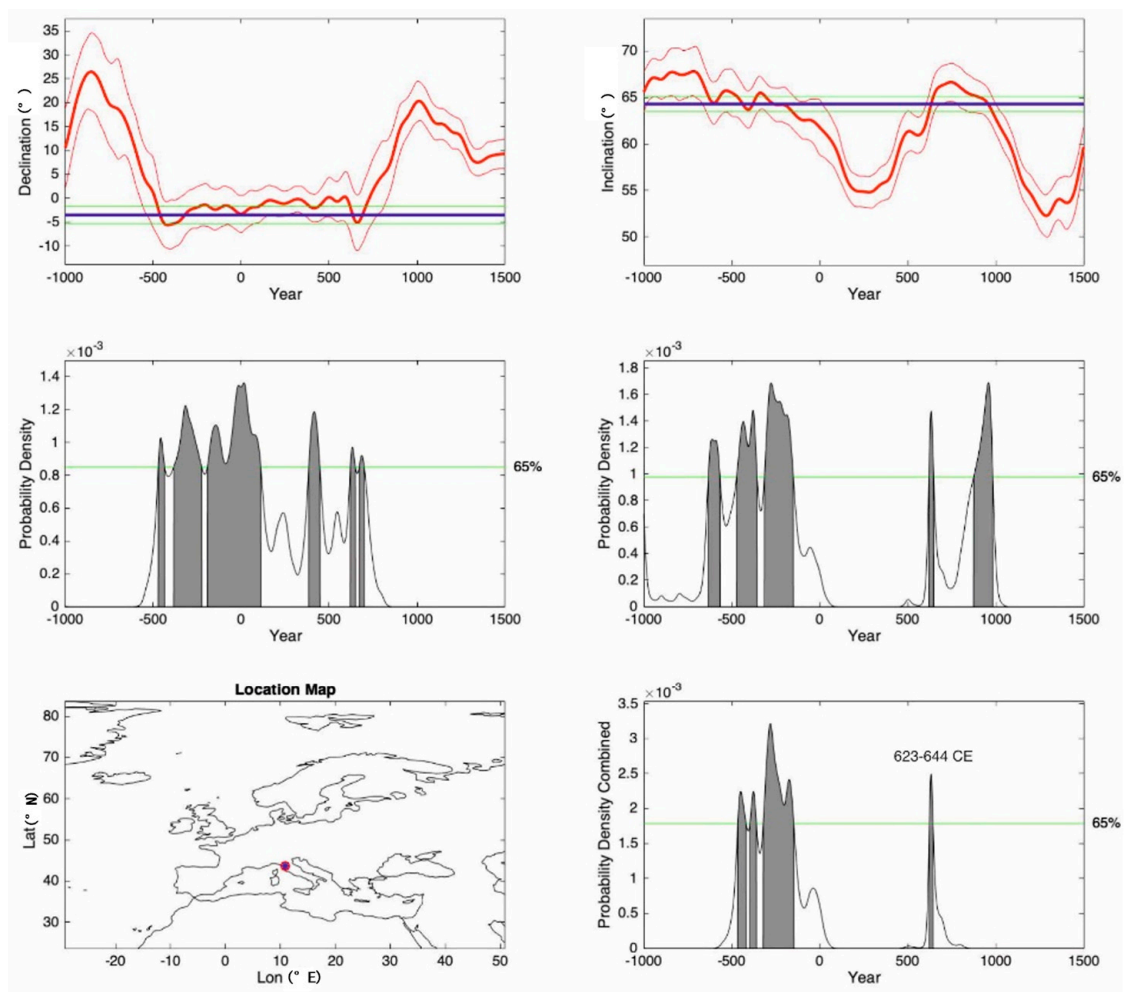 35
30
25
20
15
10
5
0
-5
-10
Declination (° )
-1000 -500 0 500 1000 1500
Year
70
65
60
55
50
Inclination (° )
-1000 -500 0 500 1000 1500
Year
×10-3
1.4
1.2
1
0.8
0.6
0.4
0.2
0
Probability Density
65%
-1000 -500 0 500 1000 1500
Year
×10-3
1.8
1.6
1.4
1.2
1
0.8
0.6
0.4
0.2
0
Probability Density
65%
-1000 -500 0 500 1000 1500
Year
Location Map
80
70
60
50
40
30
Lat (° N)
-20 -10 0 10 20 30 40 50
Lon (° E)
×10-3
3.5
3
2.5
2
1.5
1
0.5
0
Probability Density Combined
623-644 CE
65%
-1000 -500 0 500 1000 1500
Year